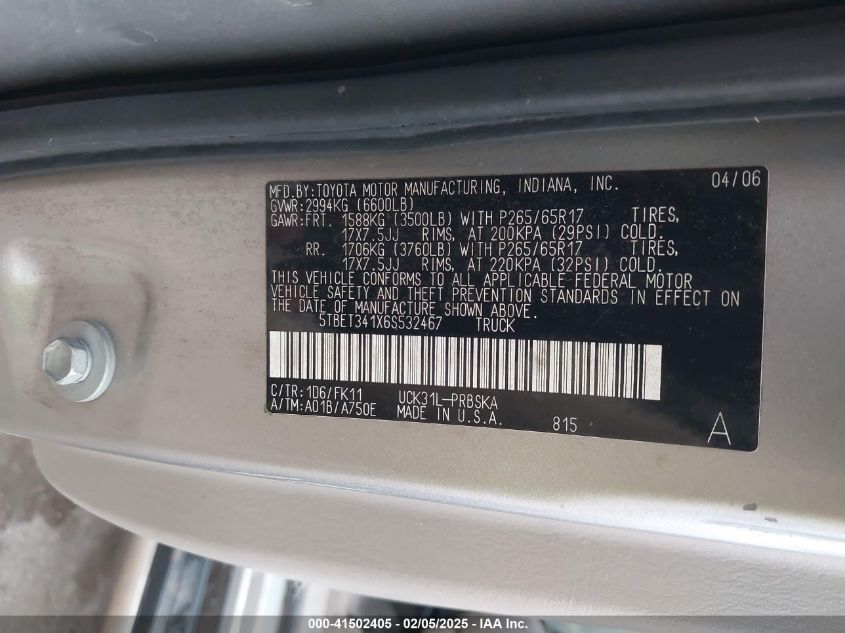 MFD.BY:TOYOTA MOTOR MANUFACTURING, INDIANA, INC. 04/06
GVWR:2994KG (6600LB)
GAWR:FRT. 1588KG (3500LB) WITH P265/65R17 TIRES,
17X7.5JJ RIMS, AT 200KPA (29PSI) COLD.
RR. 1706KG (3760LB) WITH P265/65R17 TIRES,
17X7.5JJ RIMS, AT 220KPA (32PSI) COLD.
THIS VEHICLE CONFORMS TO ALL APPLICABLE FEDERAL MOTOR
VEHICLE SAFETY AND THEFT PREVENTION STANDARDS IN EFFECT ON
THE DATE OF MANUFACTURE SHOWN ABOVE.
5TBET341X6S532467 TRUCK
C/TR:1D6/FK11 UCK31L-PRBSKA
A/TM:A01B/A750E MADE IN U.S.A. 815 A
000-41502405 - 02/05/2025 - IAA Inc.